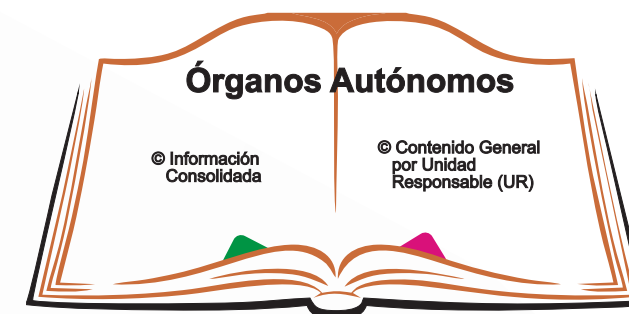 Órganos Autónomos
© Información
Consolidada
© Contenido General
por Unidad
Responsable (UR)